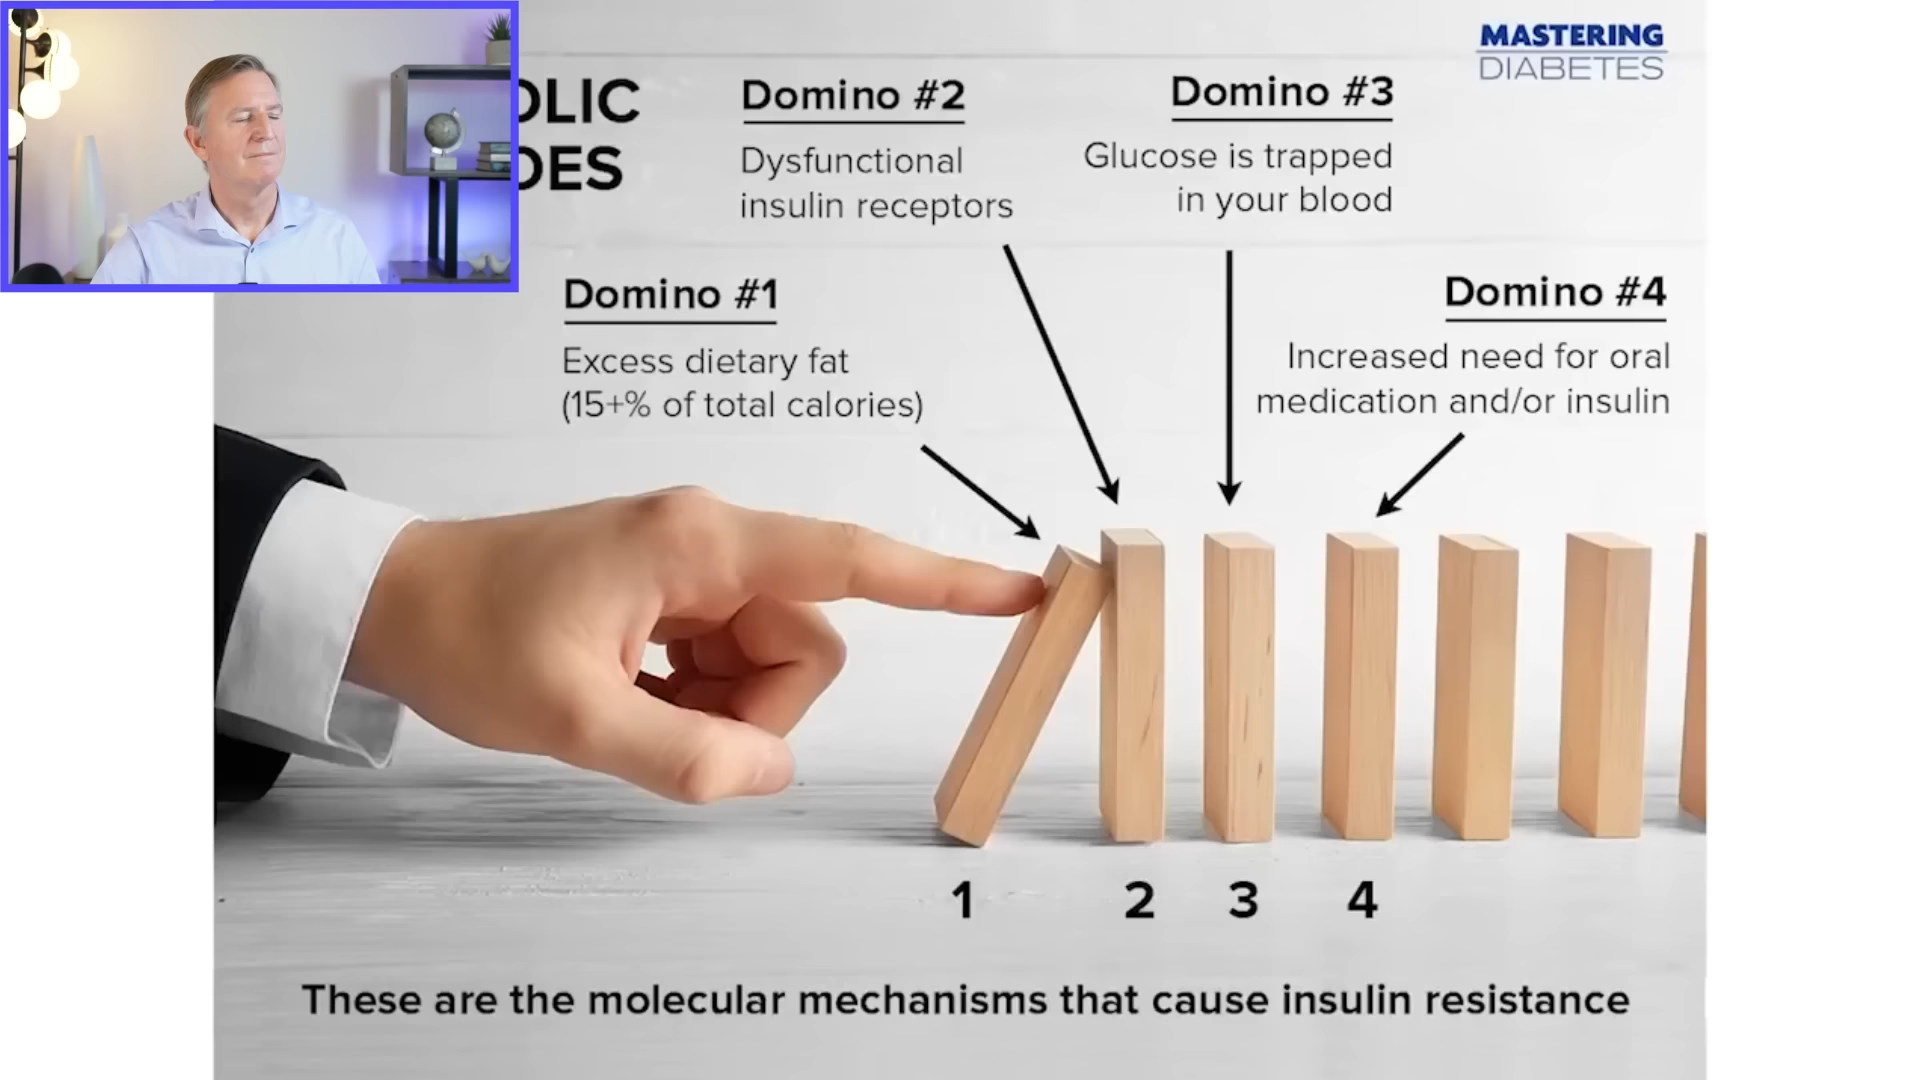 MASTERING
DIABETES
OLIC
DES
Domino #1
Excess dietary fat
(15+% of total calories)
Domino #2
Dysfunctional
insulin receptors
Domino #3
Glucose is trapped
in your blood
Domino #4
Increased need for oral
medication and/or insulin
1 2 3 4
These are the molecular mechanisms that cause insulin resistance